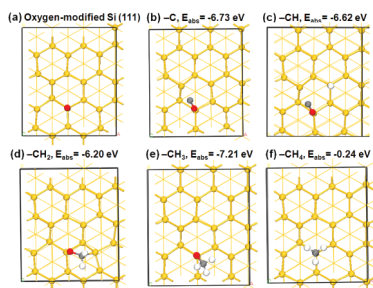 (a) Oxygen-modified Si (111)
(b) –C, Eabs= -6.73 eV
(c) –CH, Eabs= -6.62 eV
(d) –CH2, Eabs= -6.20 eV
(e) –CH3, Eabs= -7.21 eV
(f) –CH4, Eabs= -0.24 eV